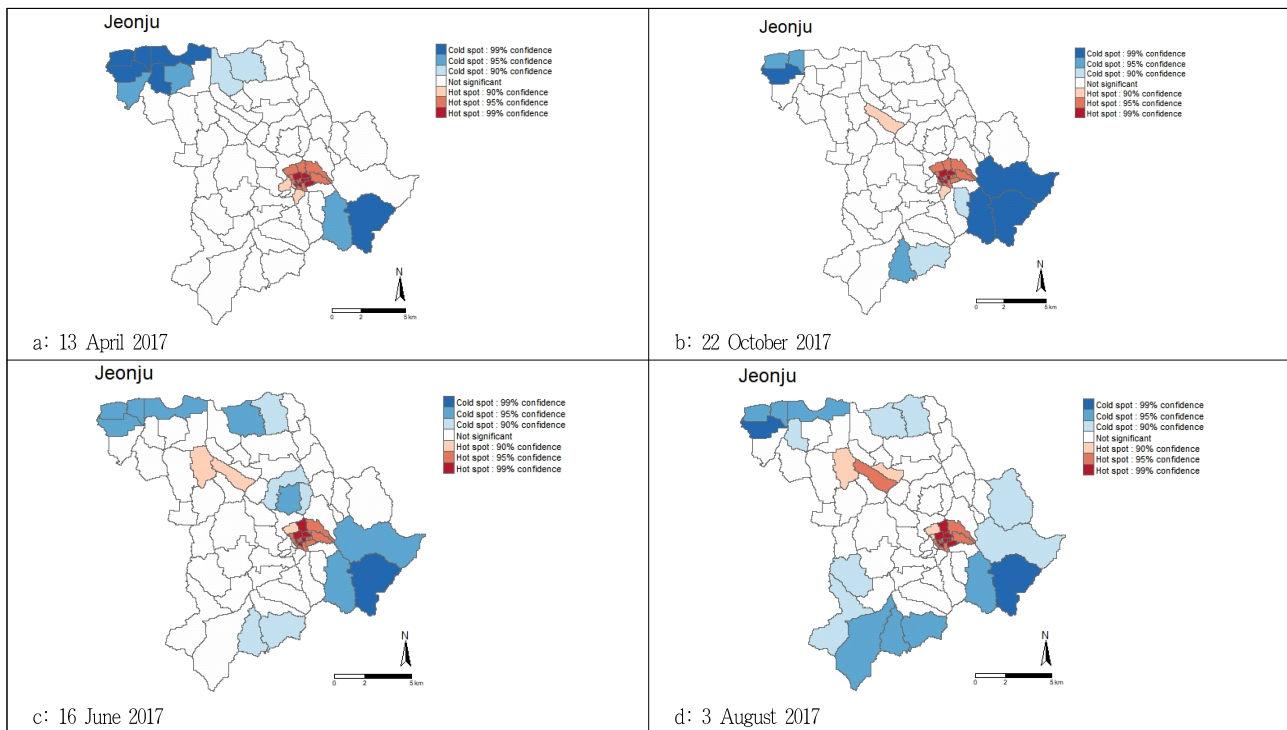 Jeonju
Cold spot : 99% confidence
Cold spot : 95% confidence
Cold spot : 90% confidence
Not significant
Hot spot : 90% confidence
Hot spot : 95% confidence
Hot spot : 99% confidence
N
0 2 5 km
a: 13 April 2017
Jeonju
Cold spot : 99% confidence
Cold spot : 95% confidence
Cold spot : 90% confidence
Not significant
Hot spot : 90% confidence
Hot spot : 95% confidence
Hot spot : 99% confidence
N
0 2 5 km
b: 22 October 2017
Jeonju
Cold spot : 99% confidence
Cold spot : 95% confidence
Cold spot : 90% confidence
Not significant
Hot spot : 90% confidence
Hot spot : 95% confidence
Hot spot : 99% confidence
N
0 2 5 km
c: 16 June 2017
Jeonju
Cold spot : 99% confidence
Cold spot : 95% confidence
Cold spot : 90% confidence
Not significant
Hot spot : 90% confidence
Hot spot : 95% confidence
Hot spot : 99% confidence
N
0 2 5 km
d: 3 August 2017